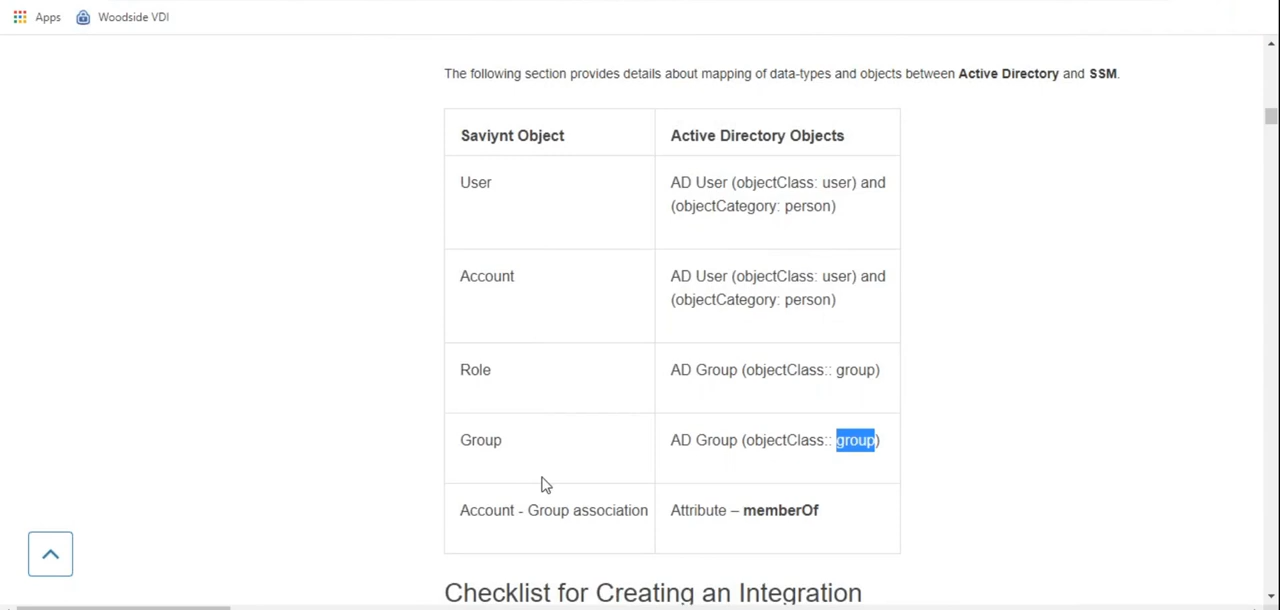 Apps Woodside VDI
The following section provides details about mapping of data-types and objects between Active Directory and SSM.
Saviynt Object Active Directory Objects
User AD User (objectClass: user) and
(objectCategory: person)
Account AD User (objectClass: user) and
(objectCategory: person)
Role AD Group (objectClass:: group)
Group AD Group (objectClass:: group)
Account - Group association Attribute – memberOf
Checklist for Creating an Integration